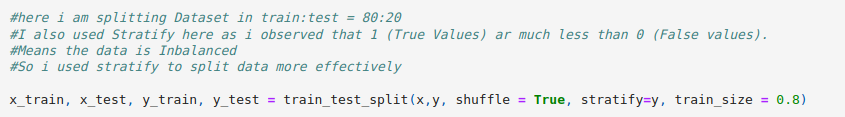 #here i am splitting Dataset in train:test = 80:20
#I also used Stratify here as i observed that 1 (True Values) ar much less than 0 (False values).
#Means the data is Inbalanced
#So i used stratify to split data more effectively
x_train, x_test, y_train, y_test = train_test_split(x,y, shuffle = True, stratify=y, train_size = 0.8)